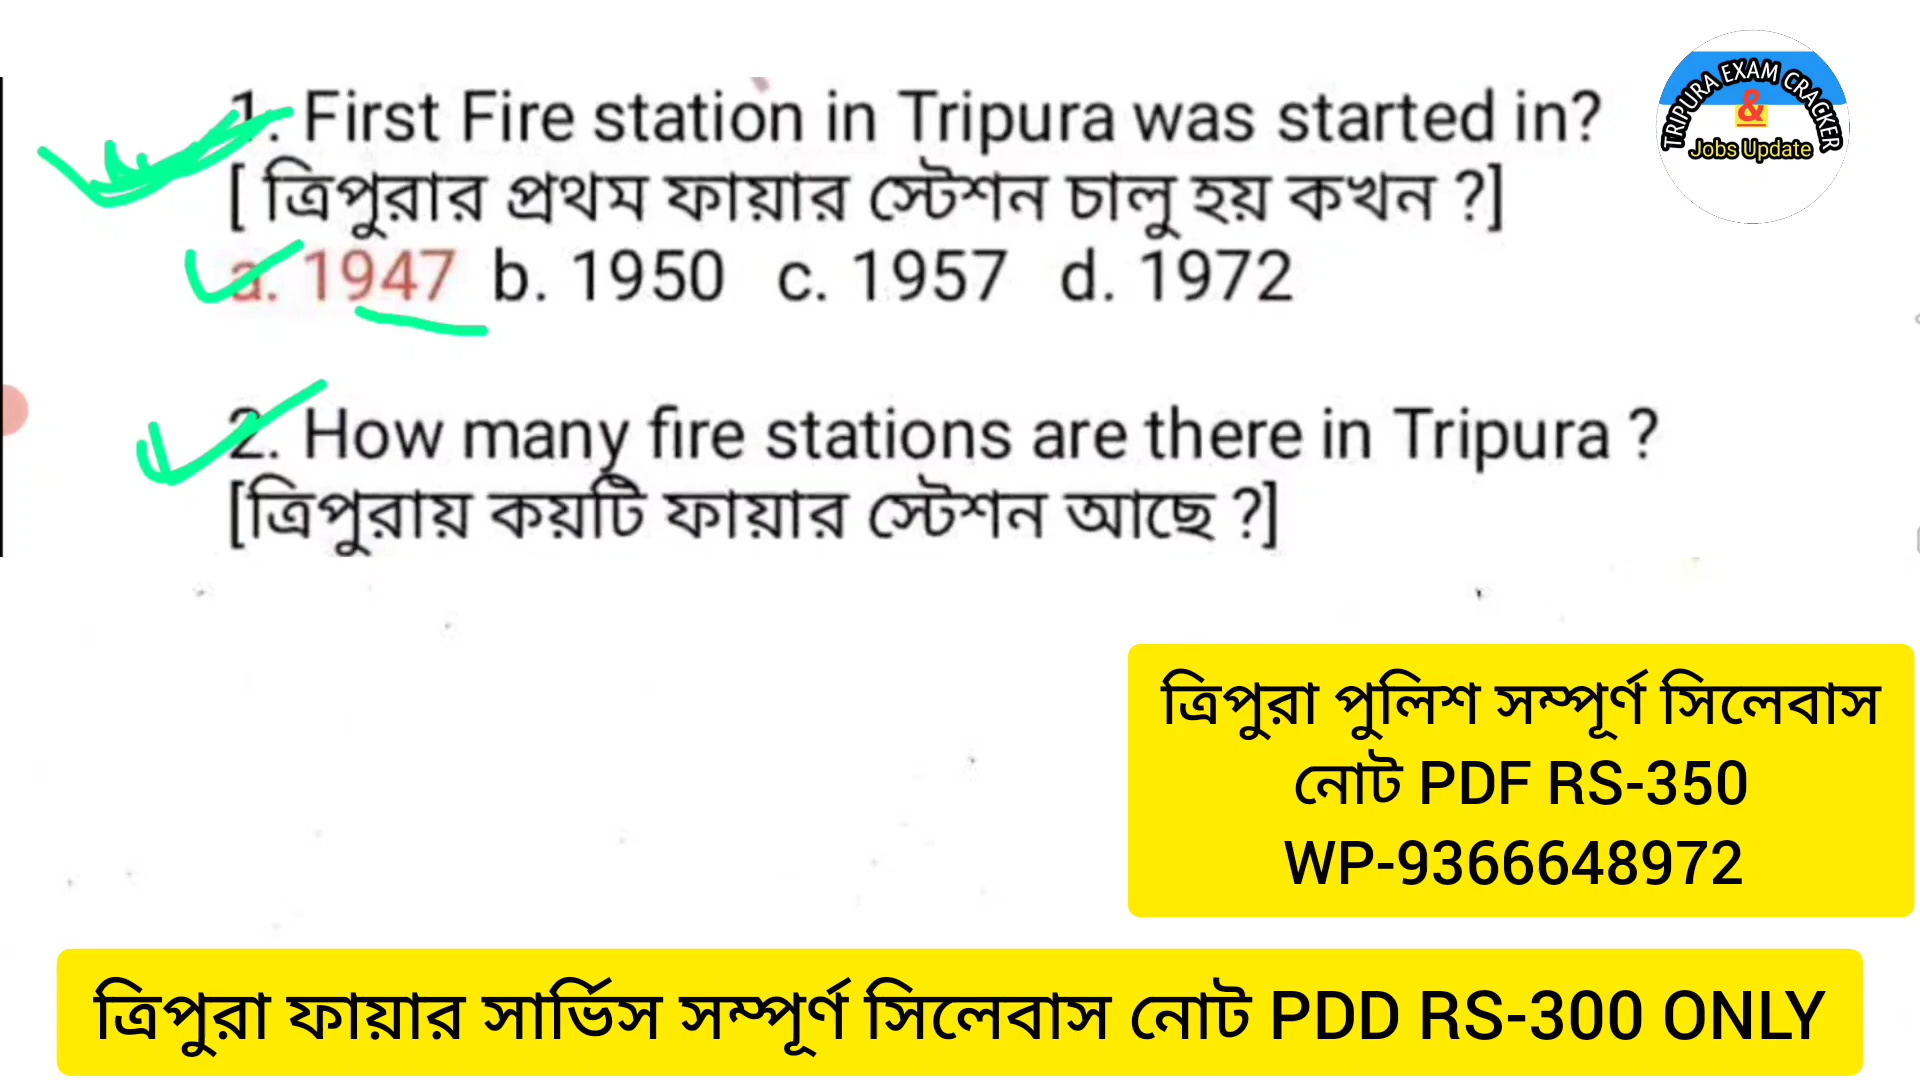 1. First Fire station in Tripura was started in?
[ ত্রিপুরার প্রথম ফায়ার স্টেশন চালু হয় কখন ?]
a. 1947 b. 1950 c. 1957 d. 1972
2. How many fire stations are there in Tripura ?
[ত্রিপুরায় কয়টি ফায়ার স্টেশন আছে ?]
TRIPURA EXAM CRACKER
&
Jobs Update
ত্রিপুরা পুলিশ সম্পূর্ণ সিলেবাস
নোট PDF RS-350
WP-9366648972
ত্রিপুরা ফায়ার সার্ভিস সম্পূর্ণ সিলেবাস নোট PDD RS-300 ONLY